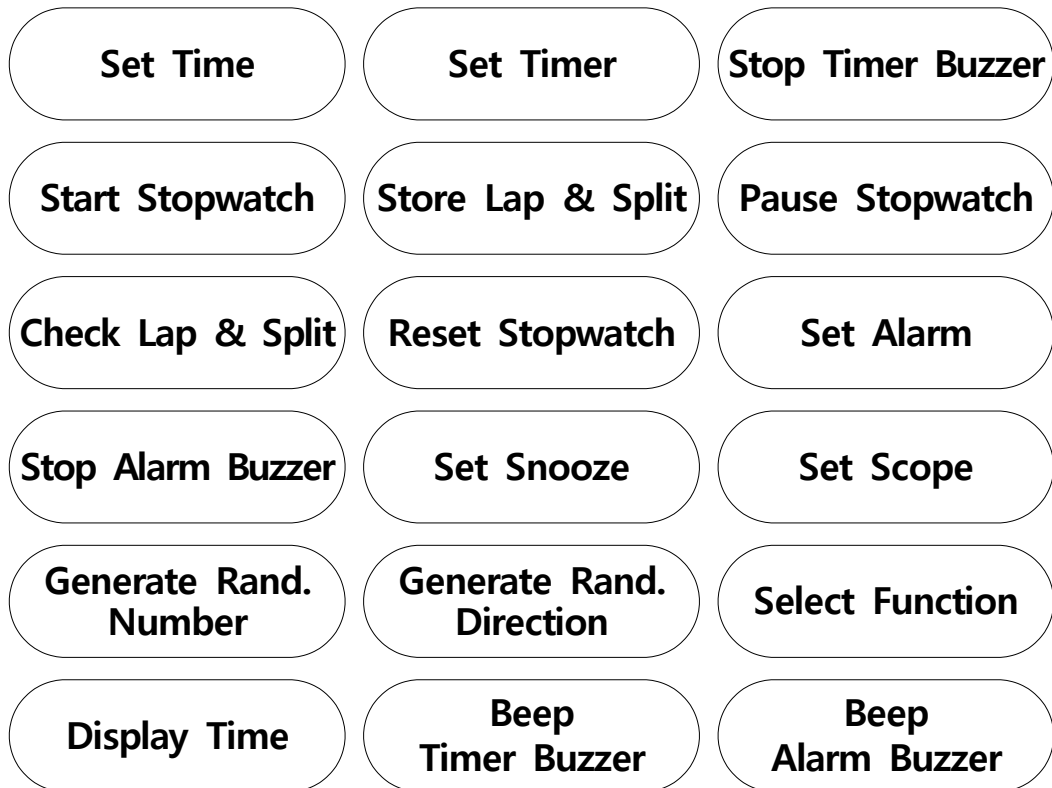 Set Time
Set Timer
Stop Timer Buzzer
Start Stopwatch
Store Lap & Split
Pause Stopwatch
Check Lap & Split
Reset Stopwatch
Set Alarm
Stop Alarm Buzzer
Set Snooze
Set Scope
Generate Rand.
Number
Generate Rand.
Direction
Select Function
Display Time
Beep
Timer Buzzer
Beep
Alarm Buzzer